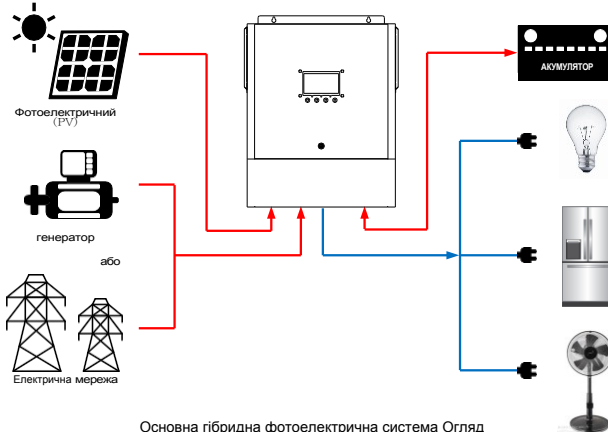 АКУМУЛЯТОР
Фотоелектричний
(PV)
генератор
або
Електрична мережа
Основна гібридна фотоелектрична система Огляд